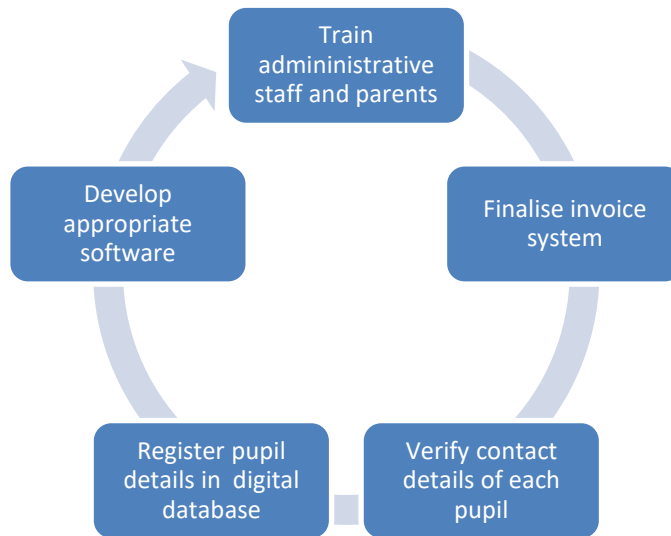 Train
admininistrative
staff and parents
Finalise invoice
system
Verify contact
details of each
pupil
Register pupil
details in digital
database
Develop
appropriate
software